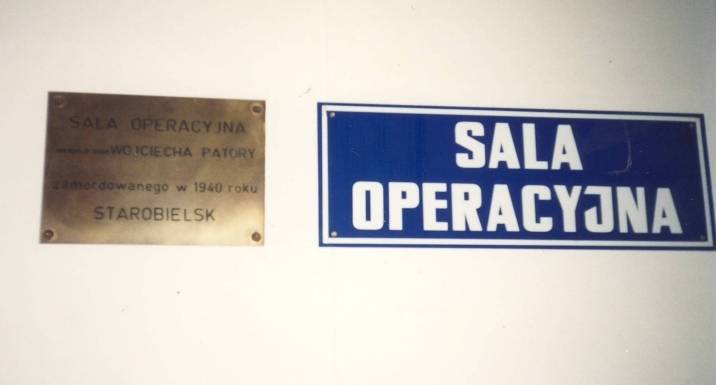 SALA OPERACYJNA
WOJCIECHA PATORY
zamordowanego w 1940 roku
STAROBIELSK
SALA
OPERACYJNA